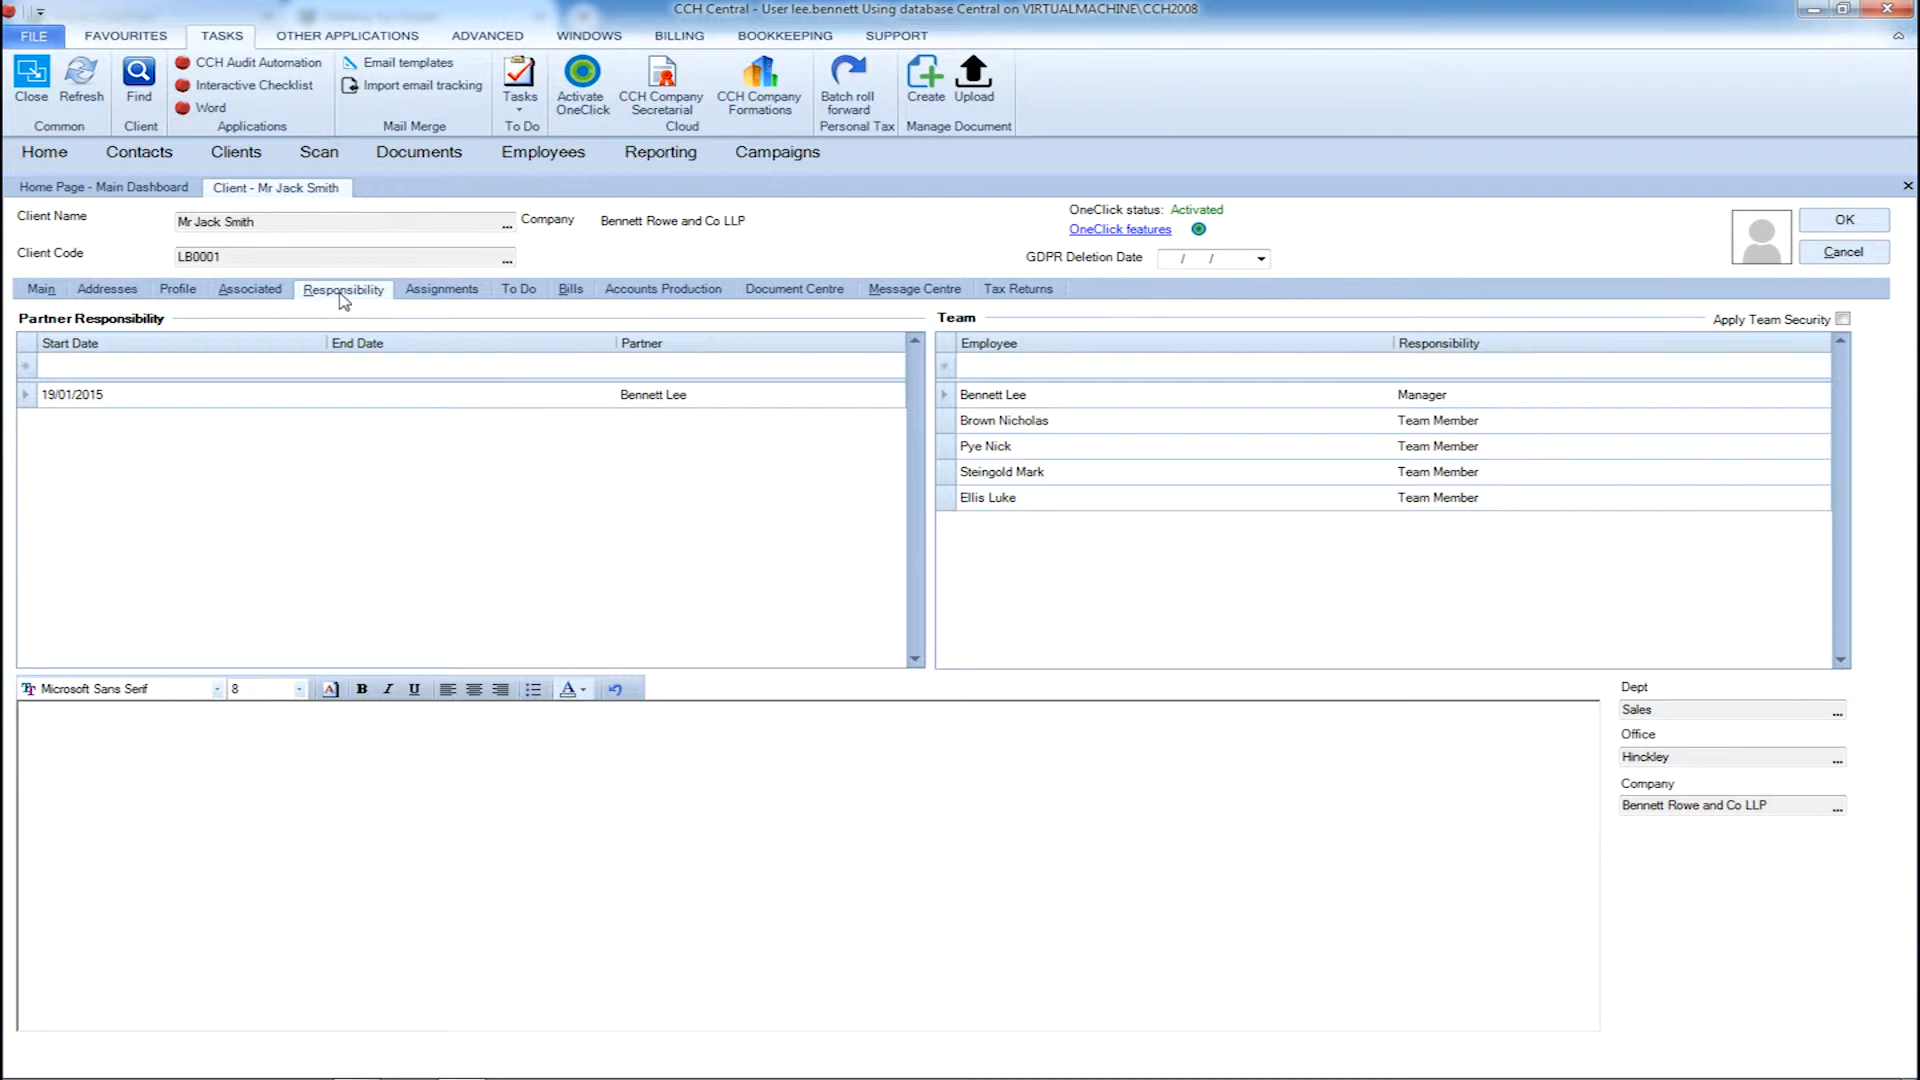 CCH Central - User lee.bennett Using database Central on VIRTUALMACHINE\CCH2008
FILE FAVOURITES TASKS OTHER APPLICATIONS ADVANCED WINDOWS BILLING BOOKKEEPING SUPPORT
Close Refresh Find CCH Audit Automation Interactive Checklist Word Email templates Import email tracking Tasks Activate OneClick CCH Company Secretarial CCH Company Formations Batch roll forward Create Upload
Common Client Applications Mail Merge To Do Cloud Personal Tax Manage Document
Home Contacts Clients Scan Documents Employees Reporting Campaigns
Home Page - Main Dashboard Client - Mr Jack Smith
Client Name Mr Jack Smith ... Company Bennett Rowe and Co LLP
OneClick status: Activated
OneClick features
OK
Client Code LB0001 ...
GDPR Deletion Date / /
Cancel
Main Addresses Profile Associated Responsibility Assignments To Do Bills Accounts Production Document Centre Message Centre Tax Returns
Partner Responsibility
Start Date End Date Partner
19/01/2015 Bennett Lee
Team Apply Team Security
Employee Responsibility
Bennett Lee Manager
Brown Nicholas Team Member
Pye Nick Team Member
Steingold Mark Team Member
Ellis Luke Team Member
Microsoft Sans Serif 8 A B I U A
Dept
Sales ...
Office
Hinckley ...
Company
Bennett Rowe and Co LLP ...